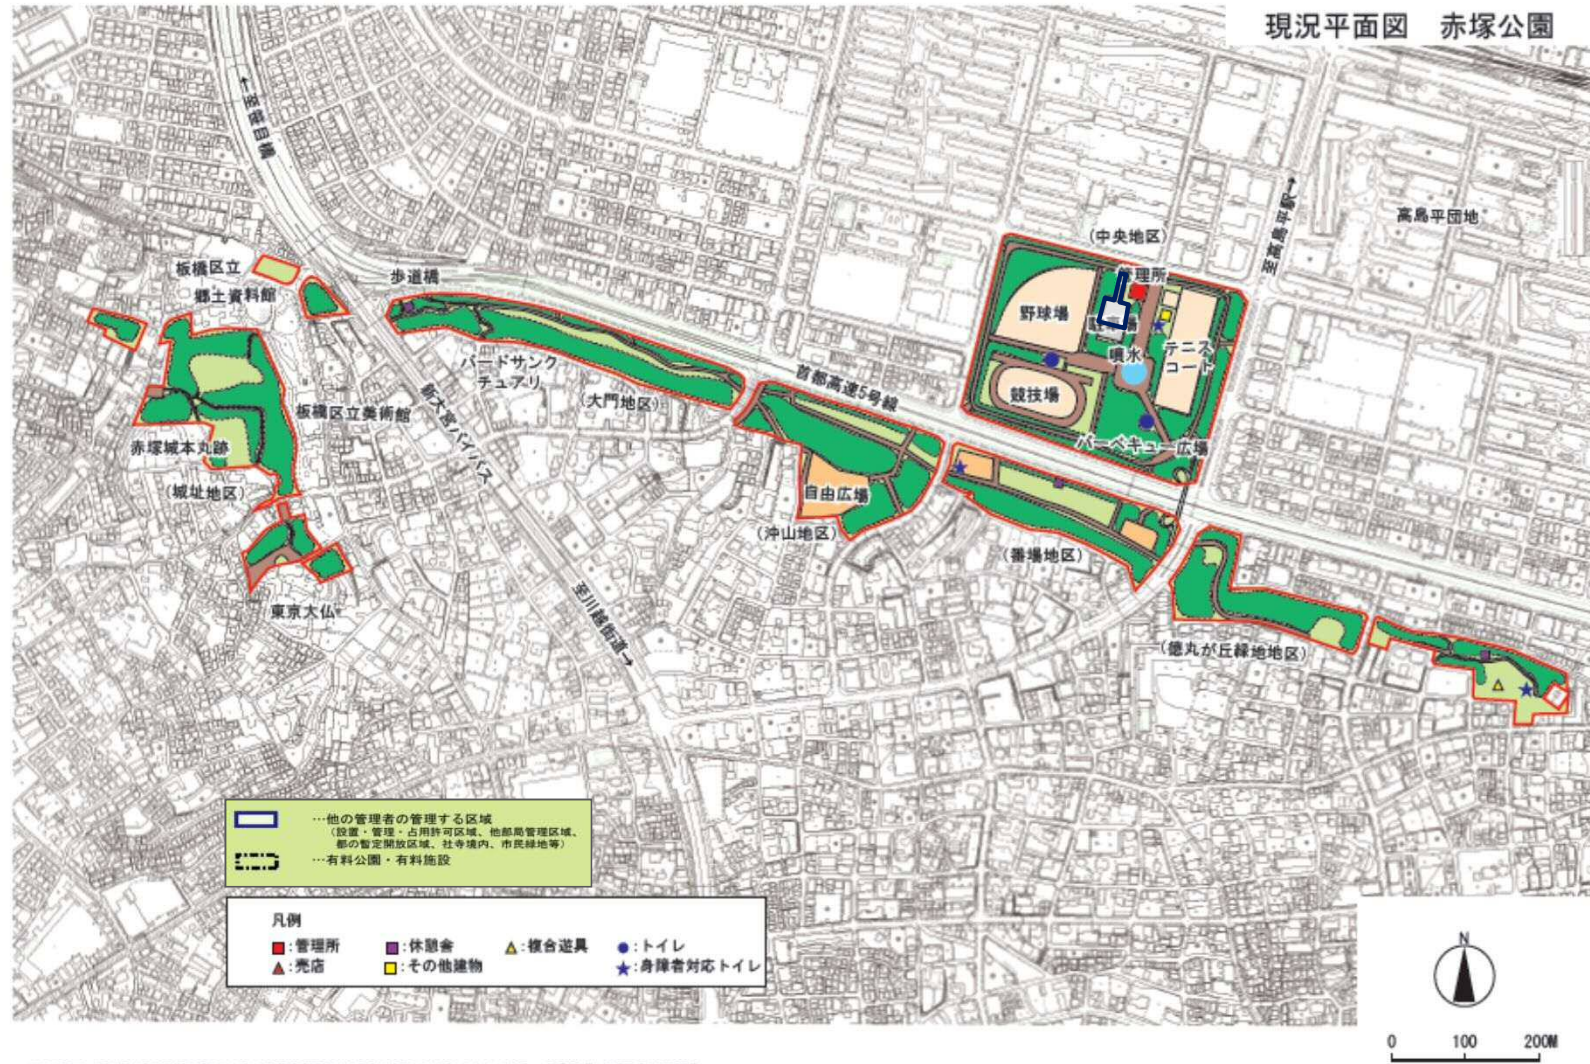 現況平面図　赤塚公園
←至笹目橋
至高島平駅→
高島平団地
(中央地区)
板橋区立
郷土資料館
歩道橋
管理所
野球場
駐車場
噴水
テニス
コート
競技場
バーベキュー広場
バードサンク
チュアリ
(大門地区)
首都高速5号線
板橋区立美術館
新大宮バイパス
赤塚城本丸跡
(城址地区)
自由広場
(沖山地区)
(番場地区)
至川越街道→
東京大仏
(徳丸が丘緑地地区)
…他の管理者の管理する区域
(設置・管理・占用許可区域、他部局管理区域、
都の暫定開放区域、社寺境内、市民緑地等)
…有料公園・有料施設
凡例
:管理所 :休憩舎 :複合遊具 :トイレ
:売店 :その他建物 :身障者対応トイレ
N
0 100 200M